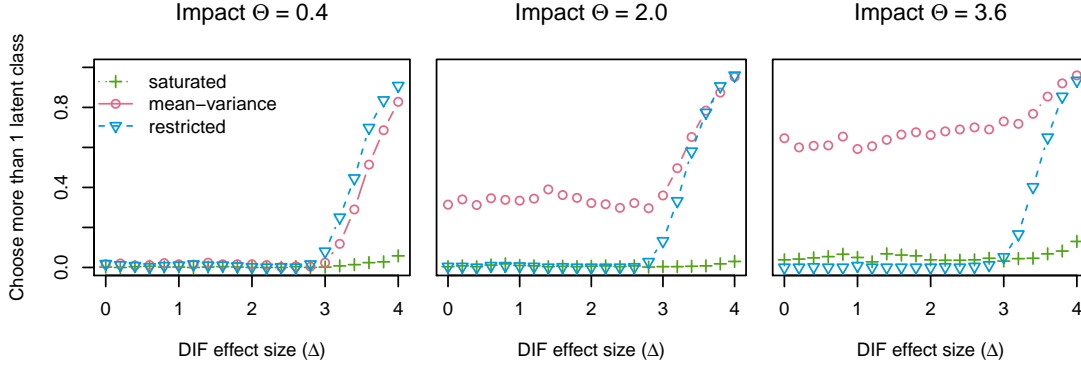 Impact Θ = 0.4
Impact Θ = 2.0
Impact Θ = 3.6
Choose more than 1 latent class
0.0
0.4
0.8
saturated
mean−variance
restricted
0 1 2 3 4
0 1 2 3 4
0 1 2 3 4
DIF effect size (Δ)
DIF effect size (Δ)
DIF effect size (Δ)